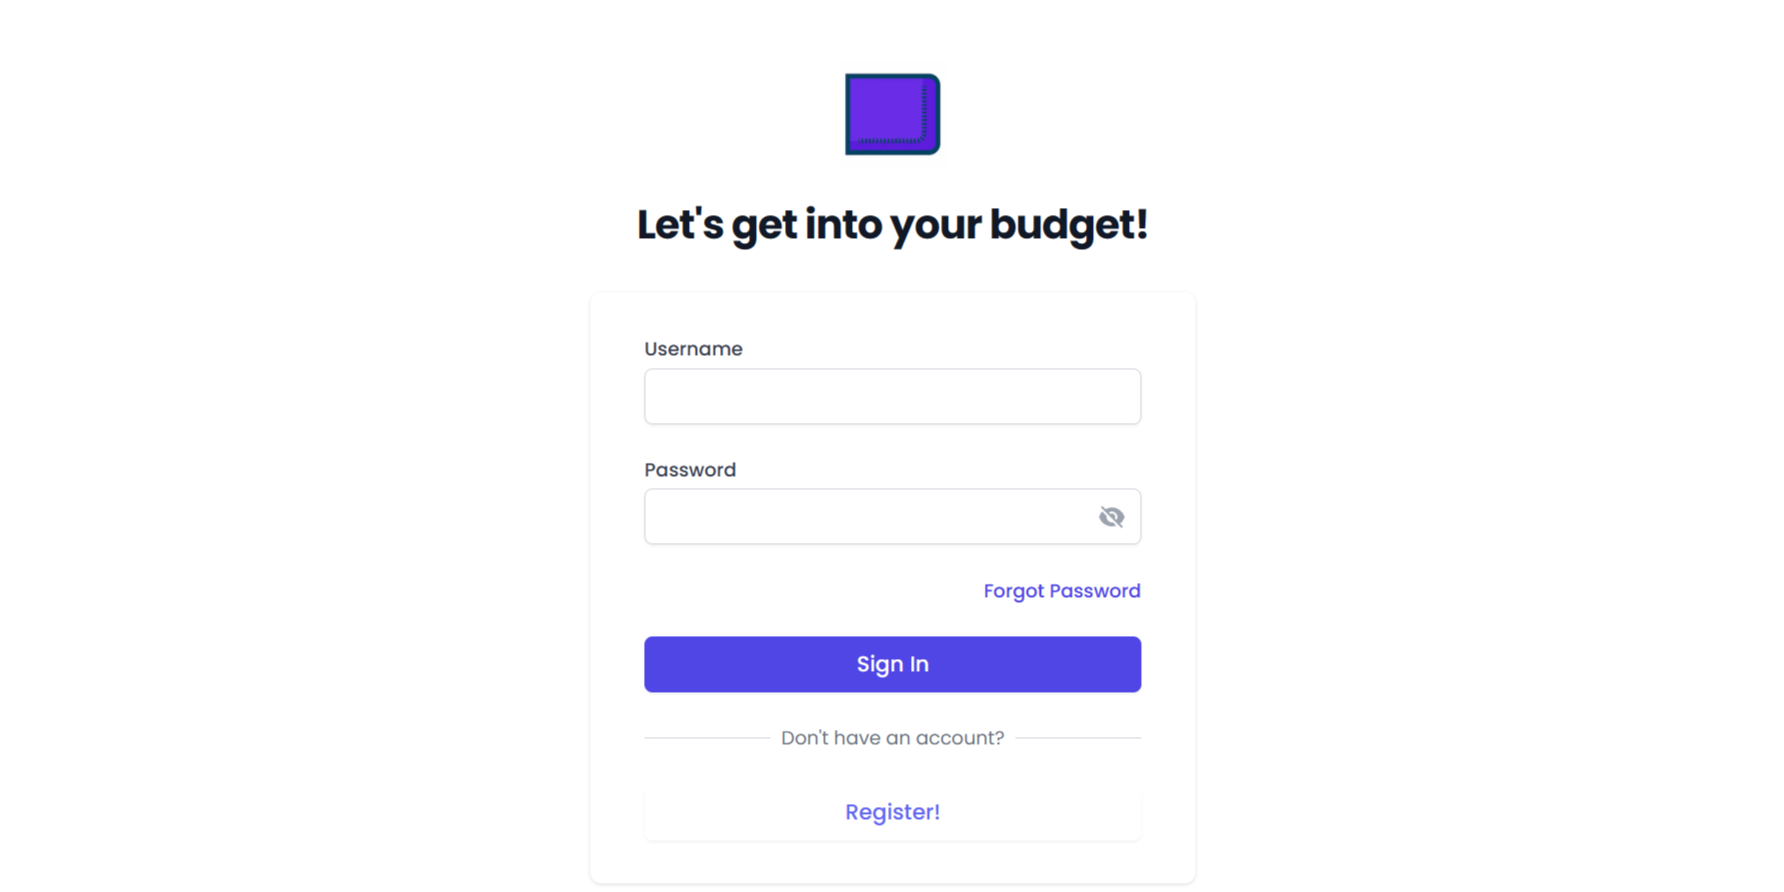 Let's get into your budget!
Username
Password
Forgot Password
Sign In
Don't have an account?
Register!